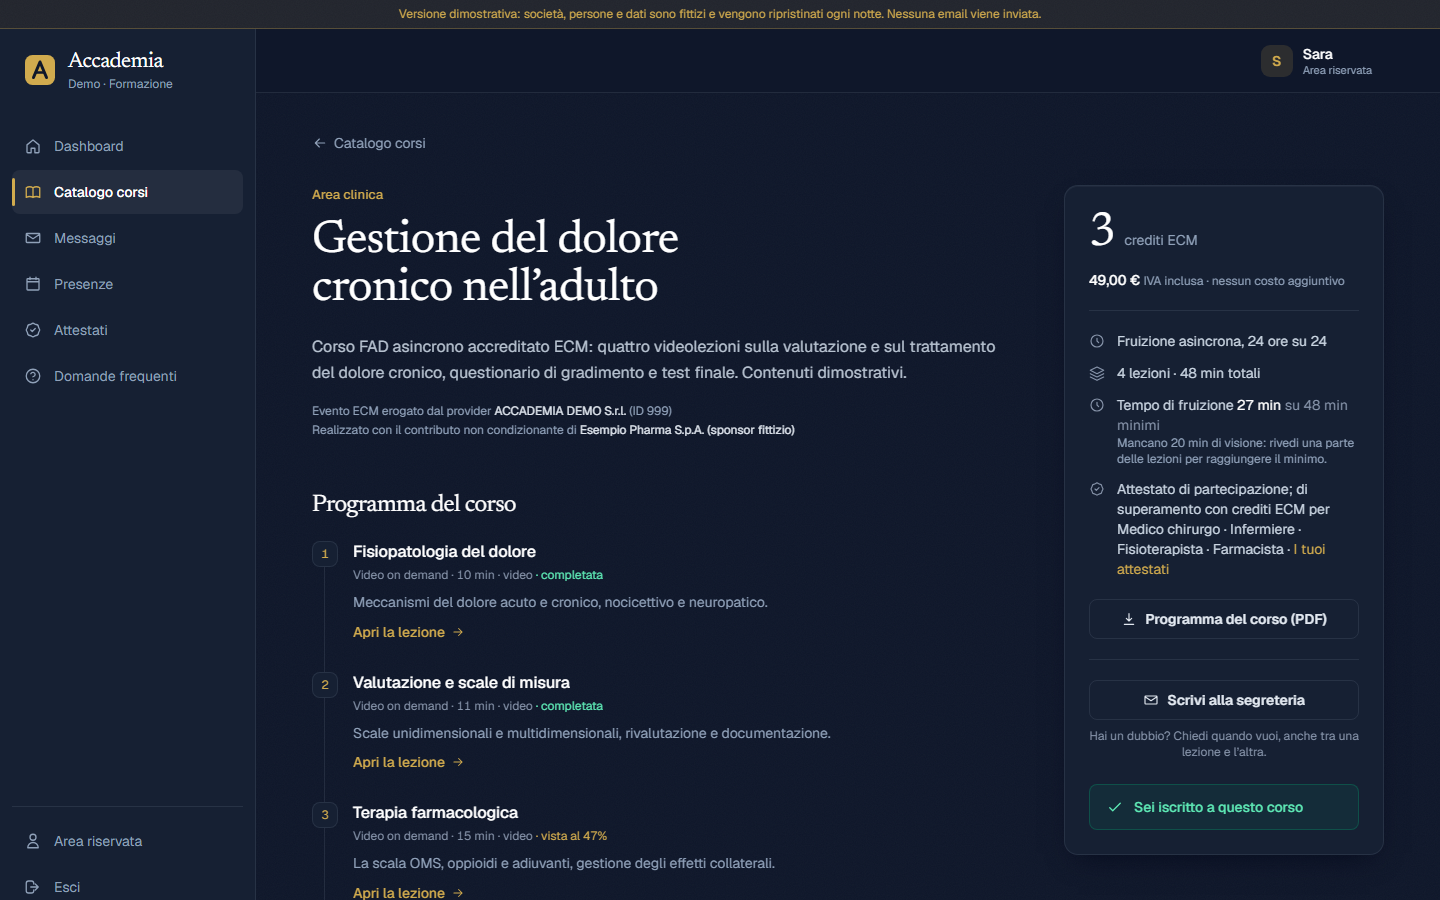 Versione dimostrativa: società, persone e dati sono fittizi e vengono ripristinati ogni notte. Nessuna email viene inviata.
A
Accademia
Demo · Formazione
S
Sara
Area riservata
Dashboard
Catalogo corsi
Messaggi
Presenze
Attestati
Domande frequenti
Area riservata
Esci
← Catalogo corsi
Area clinica
Gestione del dolore
cronico nell’adulto
Corso FAD asincrono accreditato ECM: quattro videolezioni sulla valutazione e sul trattamento
del dolore cronico, questionario di gradimento e test finale. Contenuti dimostrativi.
Evento ECM erogato dal provider ACCADEMIA DEMO S.r.l. (ID 999)
Realizzato con il contributo non condizionante di Esempio Pharma S.p.A. (sponsor fittizio)
Programma del corso
1
Fisiopatologia del dolore
Video on demand · 10 min · video · completata
Meccanismi del dolore acuto e cronico, nocicettivo e neuropatico.
Apri la lezione →
2
Valutazione e scale di misura
Video on demand · 11 min · video · completata
Scale unidimensionali e multidimensionali, rivalutazione e documentazione.
Apri la lezione →
3
Terapia farmacologica
Video on demand · 15 min · video · vista al 47%
La scala OMS, oppioidi e adiuvanti, gestione degli effetti collaterali.
Apri la lezione →
3 crediti ECM
49,00 € IVA inclusa · nessun costo aggiuntivo
Fruizione asincrona, 24 ore su 24
4 lezioni · 48 min totali
Tempo di fruizione 27 min su 48 min
minimi
Mancano 20 min di visione: rivedi una parte
delle lezioni per raggiungere il minimo.
Attestato di partecipazione; di
superamento con crediti ECM per
Medico chirurgo · Infermiere ·
Fisioterapista · Farmacista · I tuoi
attestati
Programma del corso (PDF)
Scrivi alla segreteria
Hai un dubbio? Chiedi quando vuoi, anche tra una
lezione e l'altra.
Sei iscritto a questo corso